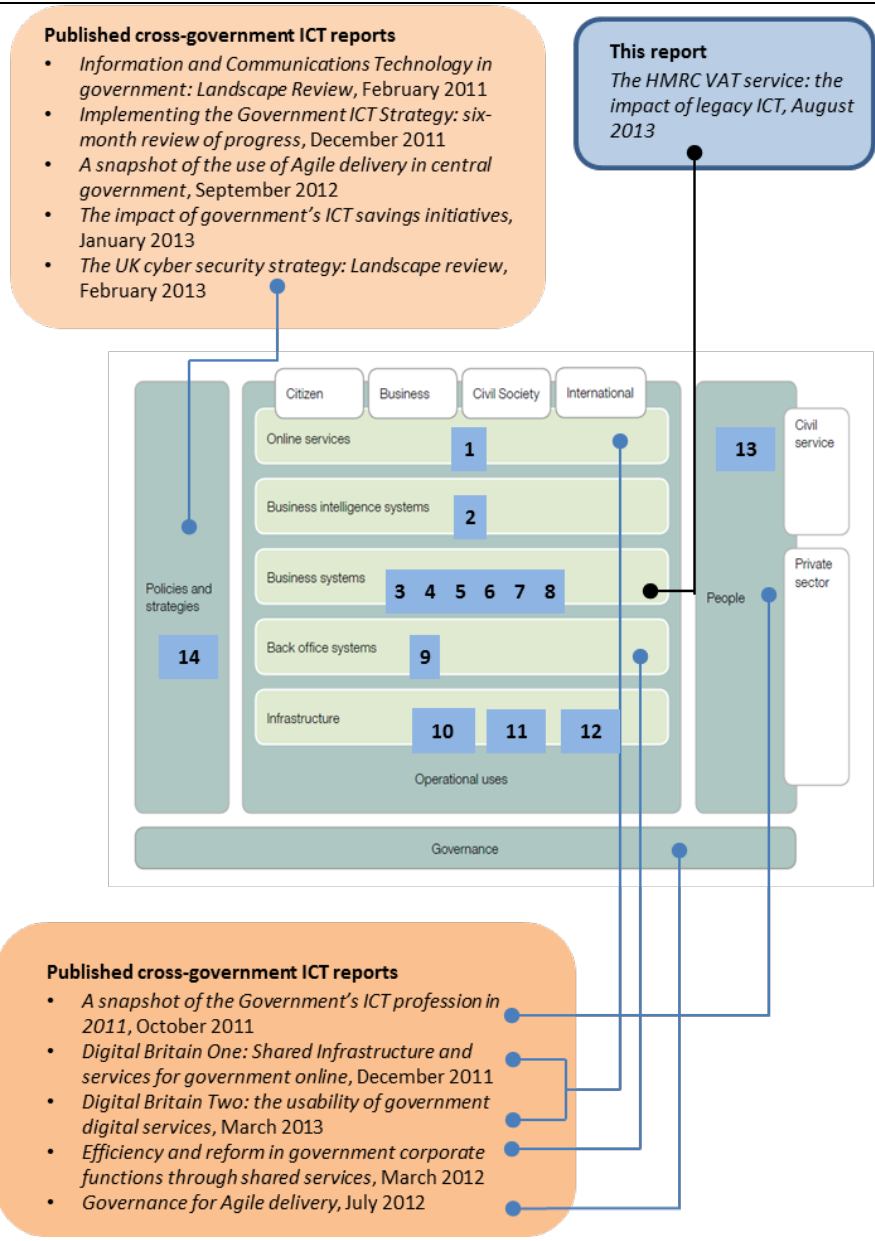 Published cross-government ICT reports
• Information and Communications Technology in
government: Landscape Review, February 2011
• Implementing the Government ICT Strategy: six-
month review of progress, December 2011
• A snapshot of the use of Agile delivery in central
government, September 2012
• The impact of government's ICT savings initiatives,
January 2013
• The UK cyber security strategy: Landscape review,
February 2013
This report
The HMRC VAT service: the
impact of legacy ICT, August
2013
Citizen
Business
Civil Society
International
Online services
1
Business intelligence systems
2
Business systems
3 4 5 6 7 8
Back office systems
9
Infrastructure
10
11
12
Operational uses
Policies and
strategies
14
13
People
Civil
service
Private
sector
Governance
Published cross-government ICT reports
• A snapshot of the Government's ICT profession in
2011, October 2011
• Digital Britain One: Shared Infrastructure and
services for government online, December 2011
• Digital Britain Two: the usability of government
digital services, March 2013
• Efficiency and reform in government corporate
functions through shared services, March 2012
• Governance for Agile delivery, July 2012